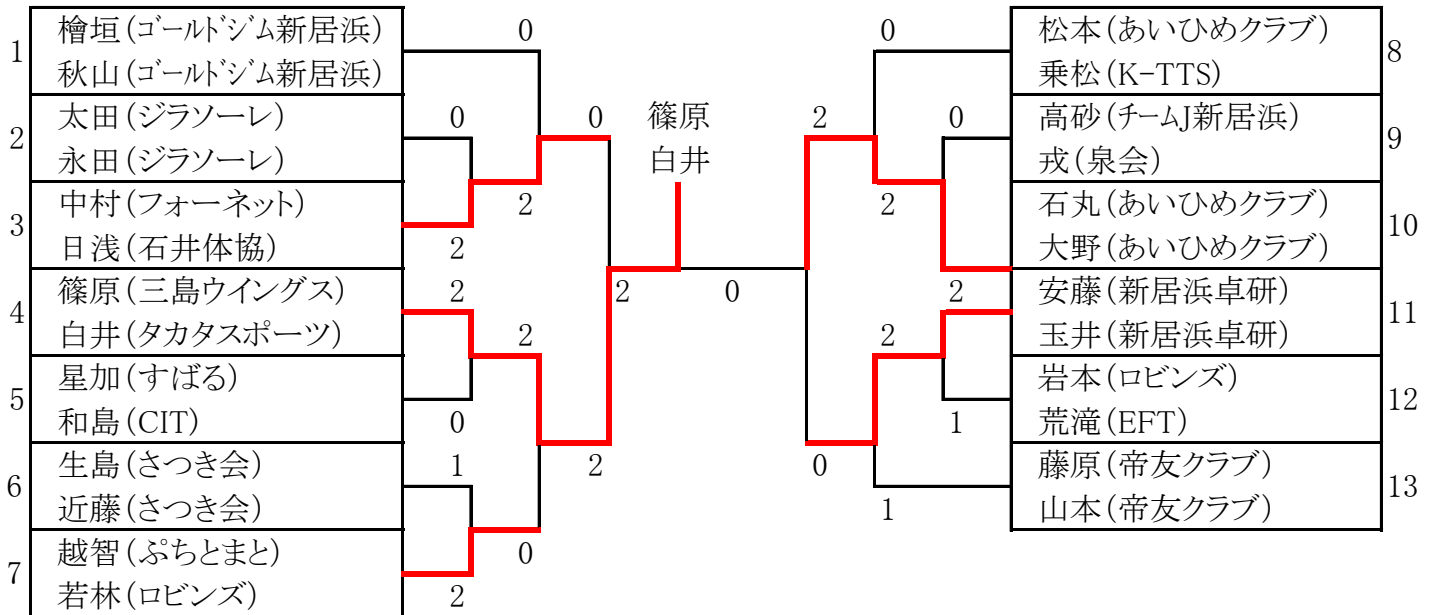 1
檜垣(ゴールドジム新居浜)
秋山(ゴールドジム新居浜)
2
太田(ジラソーレ)
永田(ジラソーレ)
3
中村(フォーネット)
日浅(石井体協)
4
篠原(三島ウイングス)
白井(タカタスポーツ)
5
星加(すばる)
和島(CIT)
6
生島(さつき会)
近藤(さつき会)
7
越智(ぷちとまと)
若林(ロビンズ)
0
0
2
2
0
1
2
0
2
2
0
0
2
2
篠原
白井
0
2
0
0
2
2
1
0
2
2
1
0
松本(あいひめクラブ)
乗松(K-TTS)
8
高砂(チームJ新居浜)
戎(泉会)
9
石丸(あいひめクラブ)
大野(あいひめクラブ)
10
安藤(新居浜卓研)
玉井(新居浜卓研)
11
岩本(ロビンズ)
荒滝(EFT)
12
藤原(帝友クラブ)
山本(帝友クラブ)
13